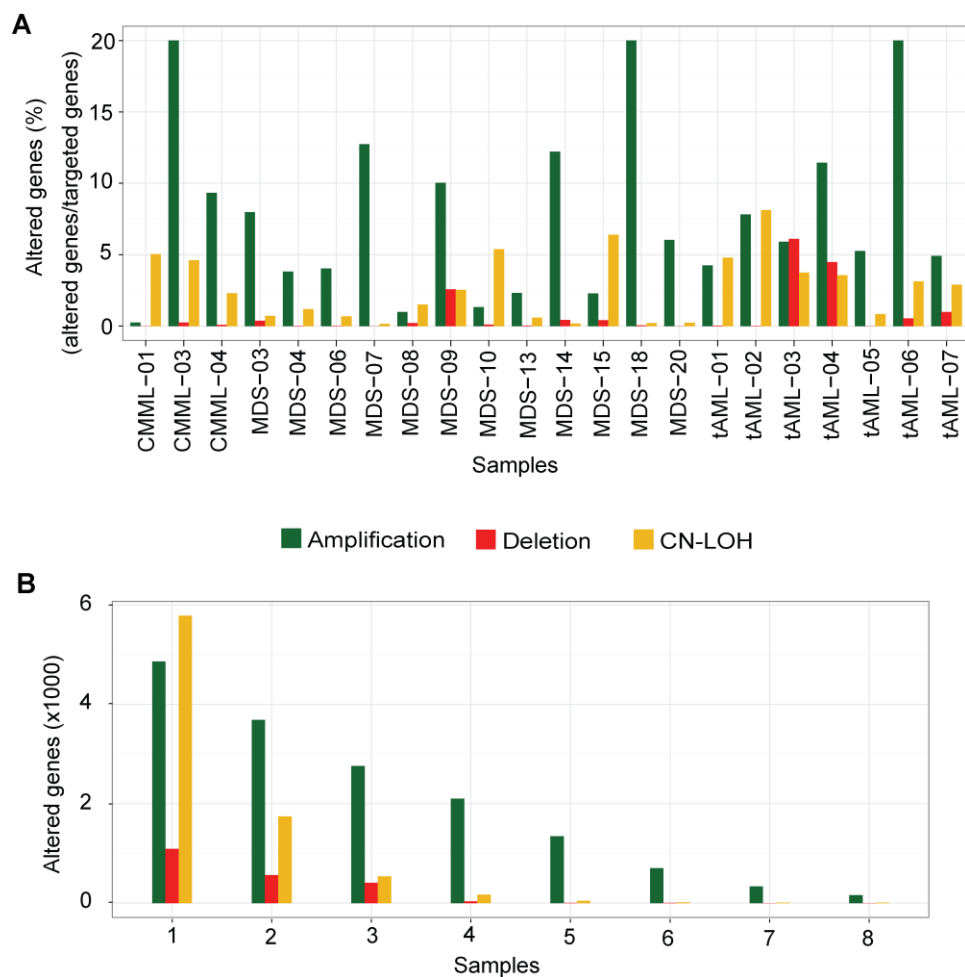 A
Altered genes (%)
(altered genes/targeted genes)
20
15
10
5
0
CMML−01
CMML−03
CMML−04
MDS−03
MDS−04
MDS−06
MDS−07
MDS−08
MDS−09
MDS−10
MDS−13
MDS−14
MDS−15
MDS−18
MDS−20
tAML−01
tAML−02
tAML−03
tAML−04
tAML−05
tAML−06
tAML−07
Samples
Amplification Deletion CN-LOH
B
Altered genes (x1000)
6
4
2
0
1 2 3 4 5 6 7 8
Samples